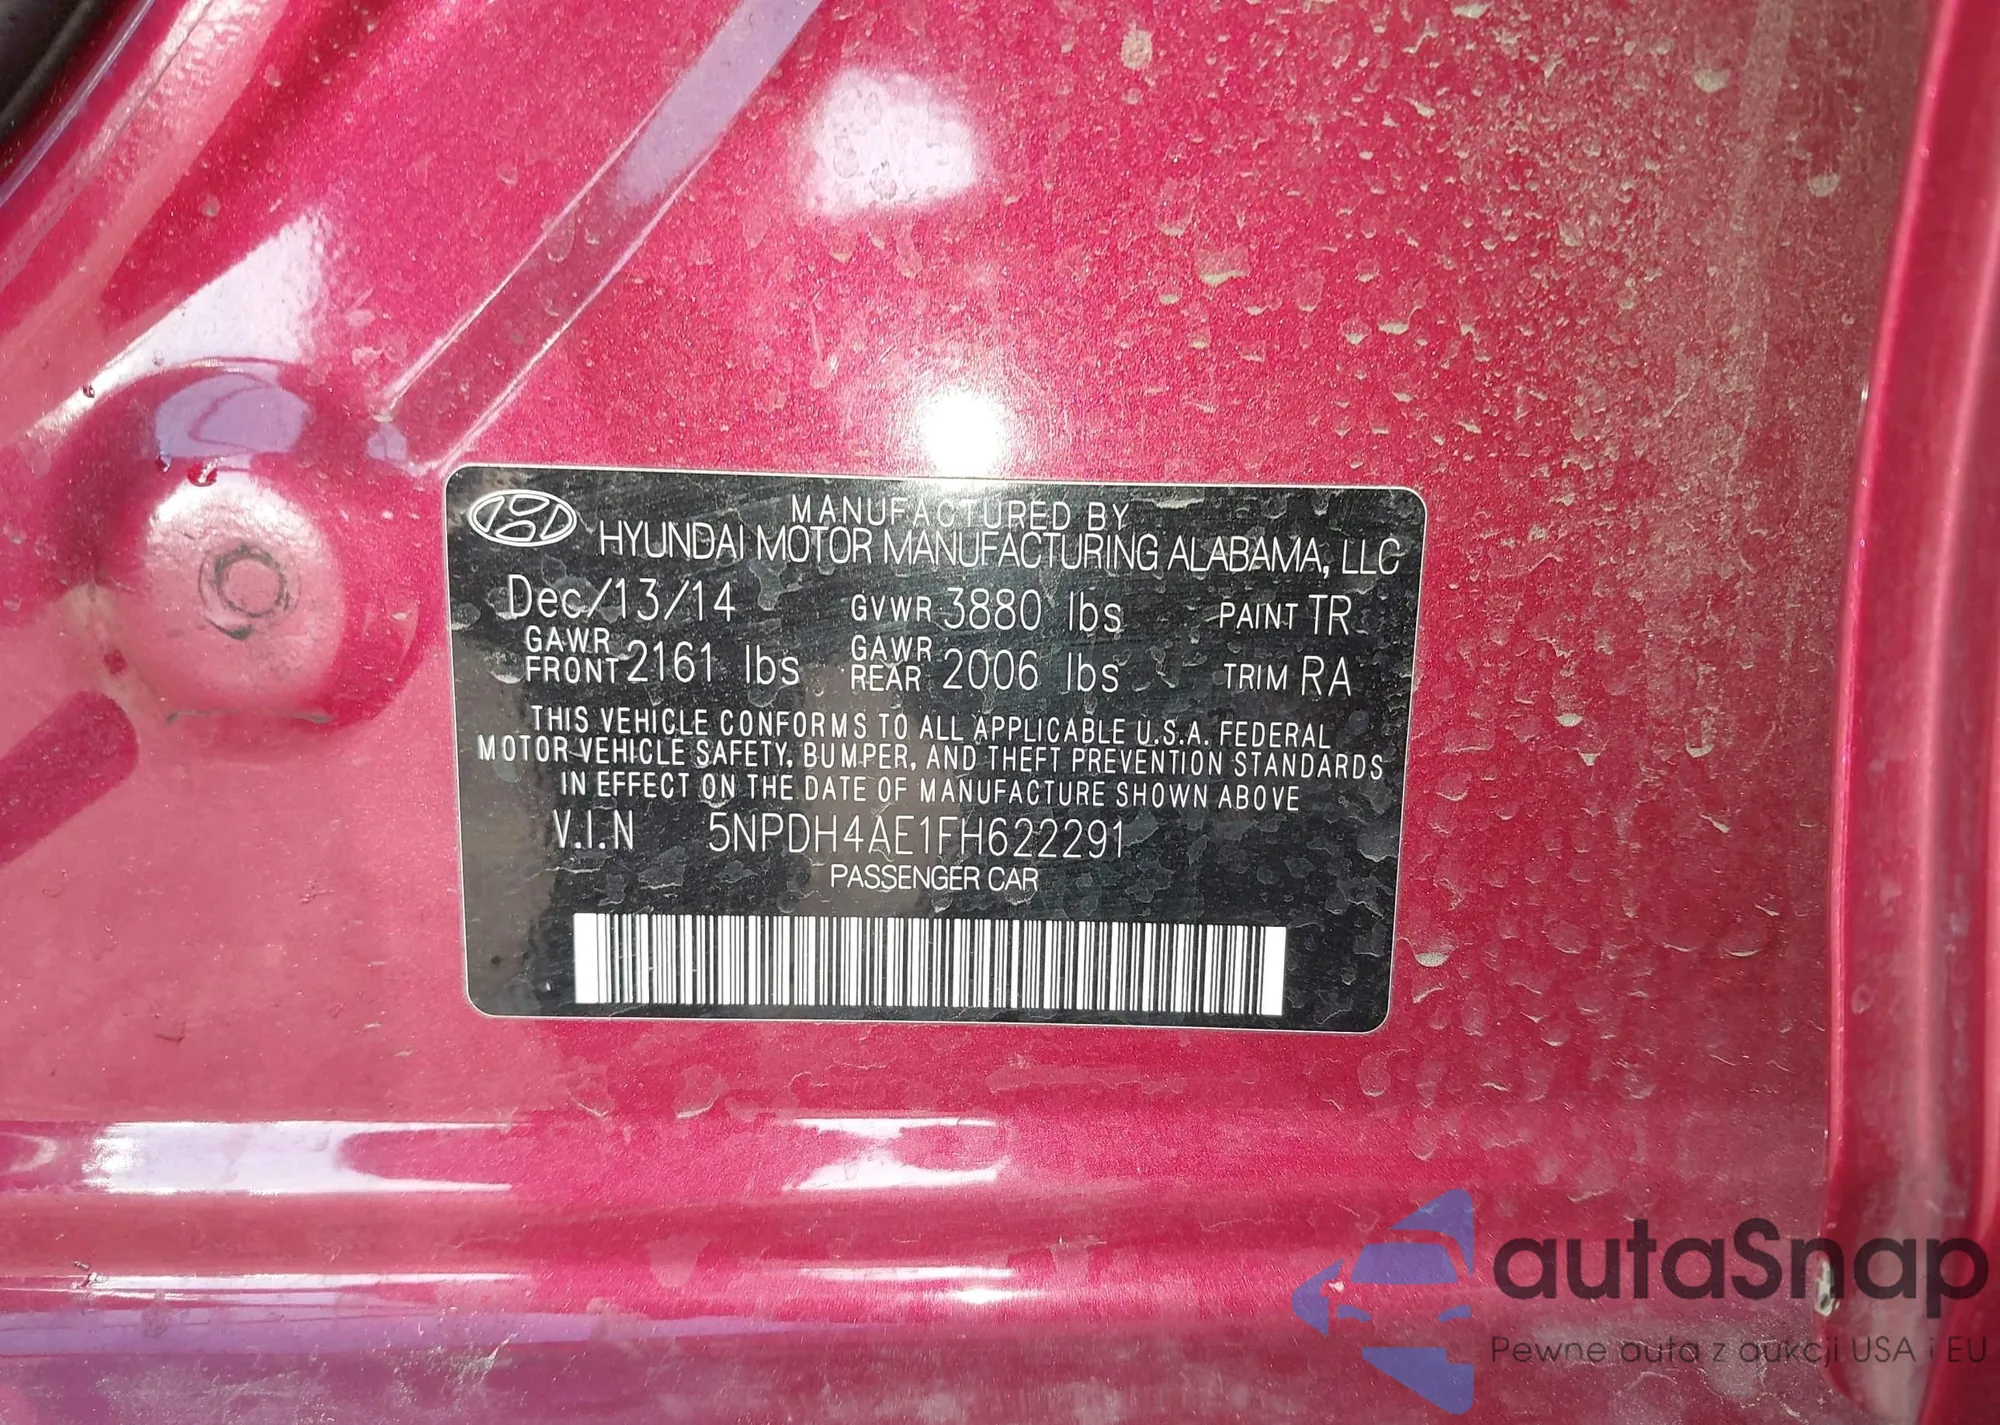 MANUFACTURED BY
HYUNDAI MOTOR MANUFACTURING ALABAMA, LLC
Dec/13/14 GVWR 3880 lbs PAINT TR
GAWR FRONT 2161 lbs GAWR REAR 2006 lbs TRIM RA
THIS VEHICLE CONFORMS TO ALL APPLICABLE U.S.A. FEDERAL
MOTOR VEHICLE SAFETY, BUMPER, AND THEFT PREVENTION STANDARDS
IN EFFECT ON THE DATE OF MANUFACTURE SHOWN ABOVE
V.I.N 5NPDH4AE1FH622291
PASSENGER CAR
autaSnap
Pewne auta z aukcji USA i EU